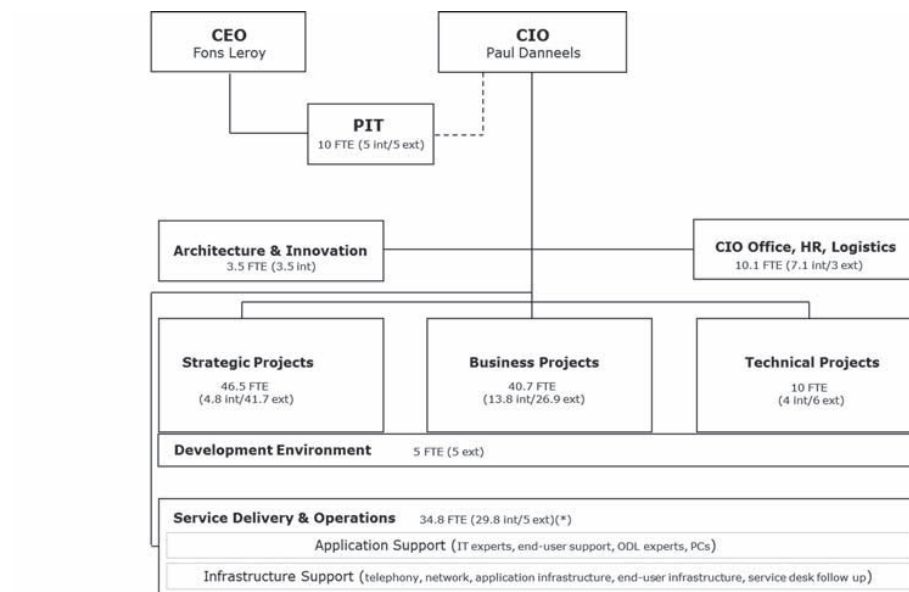 CEO
Fons Leroy
CIO
Paul Danneels
PIT
10 FTE (5 int/5 ext)
Architecture & Innovation
3.5 FTE (3.5 int)
CIO Office, HR, Logistics
10.1 FTE (7.1 int/3 ext)
Strategic Projects
46.5 FTE
(4.8 int/41.7 ext)
Business Projects
40.7 FTE
(13.8 int/26.9 ext)
Technical Projects
10 FTE
(4 int/6 ext)
Development Environment 5 FTE (5 ext)
Service Delivery & Operations 34.8 FTE (29.8 int/5 ext)(*)
Application Support (IT experts, end-user support, ODL experts, PCs)
Infrastructure Support (telephony, network, application infrastructure, end-user infrastructure, service desk follow up)